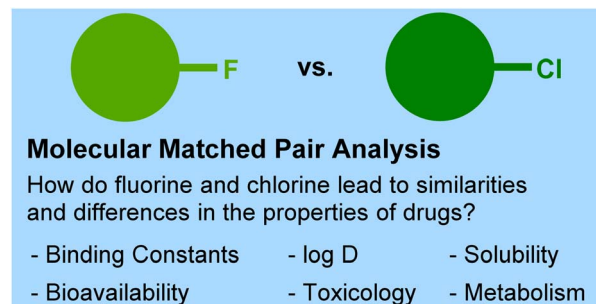 F vs. Cl
Molecular Matched Pair Analysis
How do fluorine and chlorine lead to similarities
and differences in the properties of drugs?
- Binding Constants - log D - Solubility
- Bioavailability - Toxicology - Metabolism